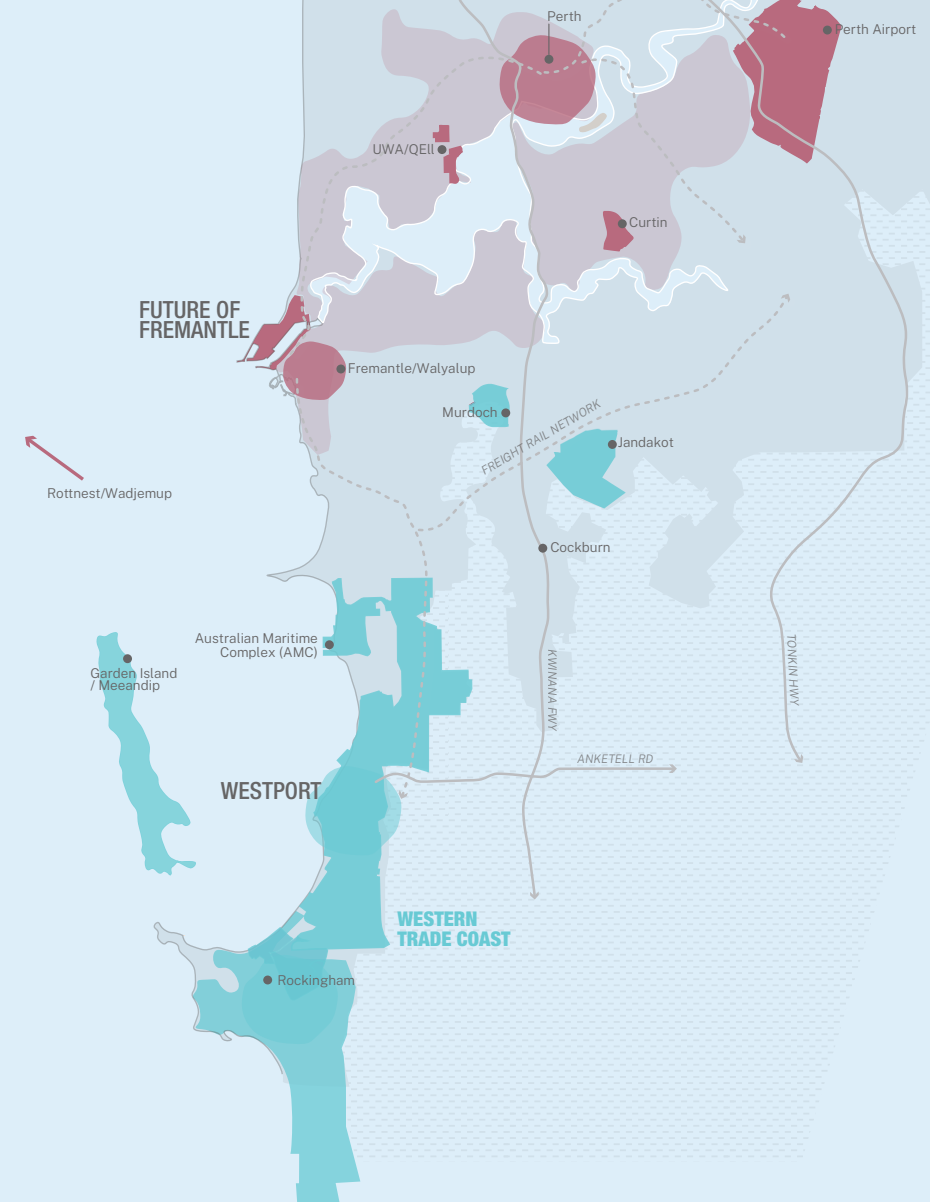 Perth
Perth Airport
UWA/QEll
Curtin
FUTURE OF
FREMANTLE
Fremantle/Walyalup
Murdoch
FREIGHT RAIL NETWORK
Jandakot
Rottnest/Wadjemup
Cockburn
Australian Maritime
Complex (AMC)
Garden Island
/ Meeandip
KWINANA FWY
TONKIN HWY
ANKETELL RD
WESTPORT
WESTERN
TRADE COAST
Rockingham